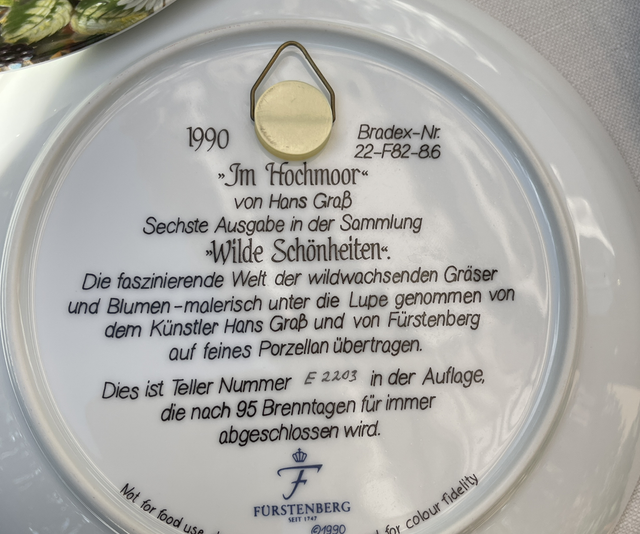 1990
Bradex-Nr.
22-F82-8.6
»Im Hochmoor«
von Hans Graß
Sechste Ausgabe in der Sammlung
»Wilde Schönheiten«.
Die faszinierende Welt der wildwachsenden Gräser
und Blumen - malerisch unter die Lupe genommen von
dem Künstler Hans Graß und von Fürstenberg
auf feines Porzellan übertragen.
Dies ist Teller Nummer E 2203 in der Auflage,
die nach 95 Brenntagen für immer
abgeschlossen wird.
F
FÜRSTENBERG
SEIT 1747
©1990
Not for food use for colour fidelity